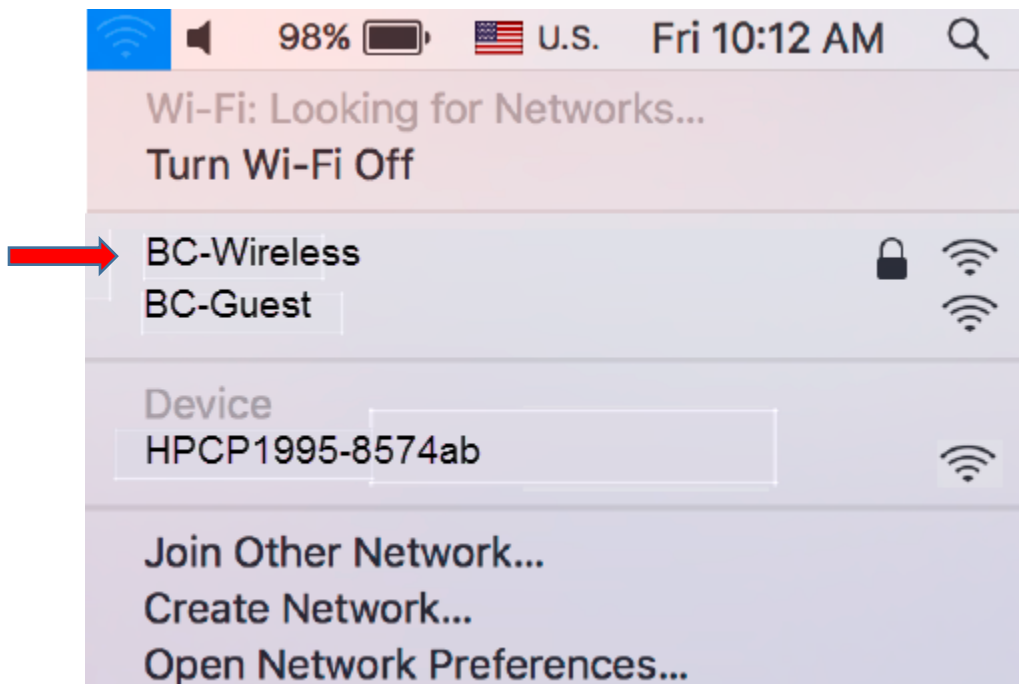 98% U.S. Fri 10:12 AM
Wi-Fi: Looking for Networks...
Turn Wi-Fi Off
BC-Wireless
BC-Guest
Device
HPCP1995-8574ab
Join Other Network...
Create Network...
Open Network Preferences...